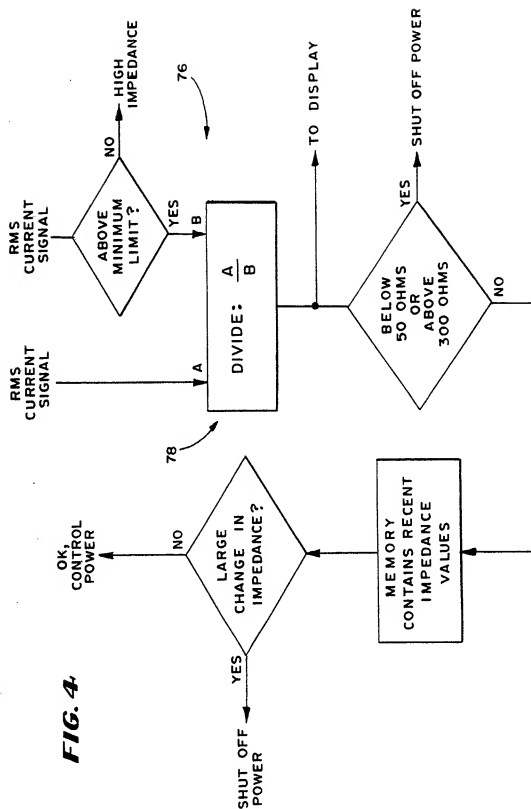 FIG. 4
RMS
CURRENT
SIGNAL
RMS
CURRENT
SIGNAL
ABOVE
MINIMUM
LIMIT?
NO
HIGH
IMPEDANCE
YES
A
B
76
78
DIVIDE: A/B
TO DISPLAY
BELOW
50 OHMS
OR
ABOVE
300 OHMS
YES
SHUT OFF POWER
NO
MEMORY
CONTAINS RECENT
IMPEDANCE
VALUES
LARGE
CHANGE IN
IMPEDANCE?
NO
OK,
CONTROL
POWER
YES
SHUT OFF
POWER